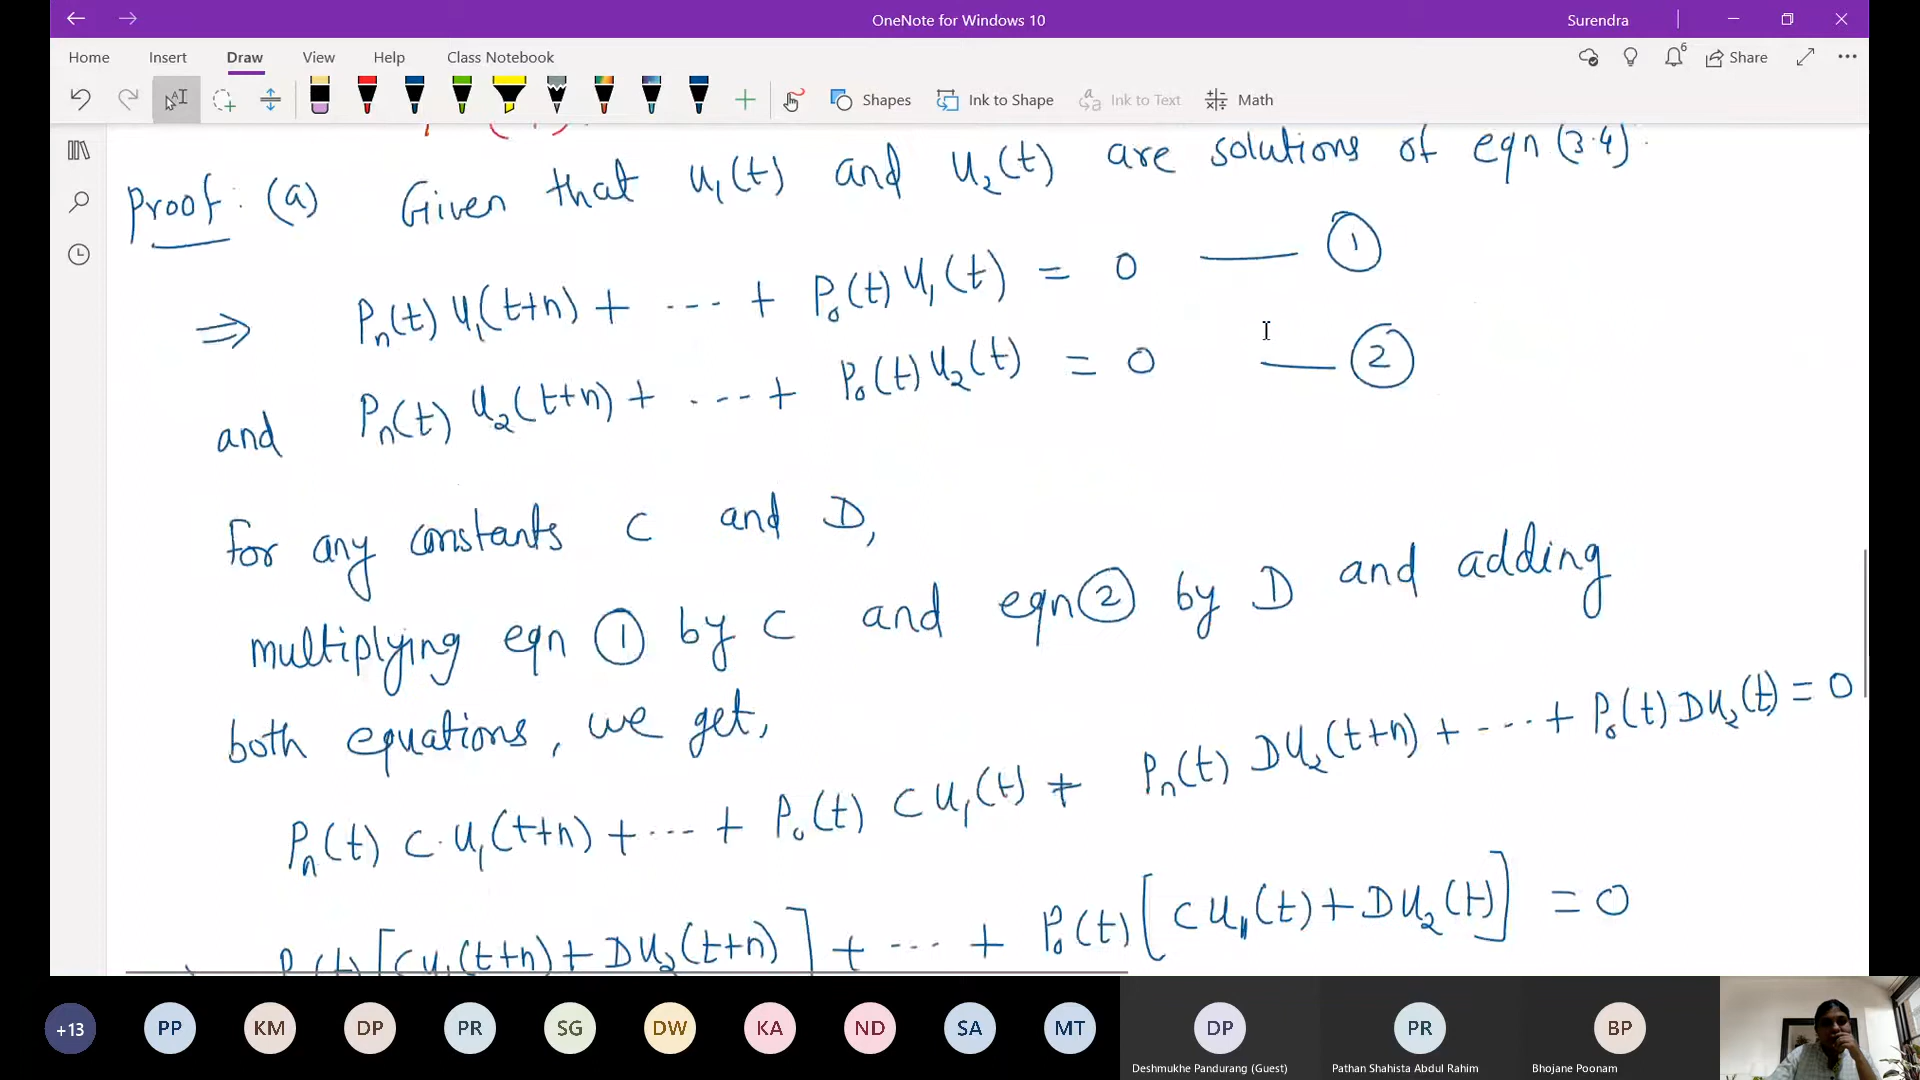 OneNote for Windows 10
Surendra
Home Insert Draw View Help Class Notebook
6
Share
Shapes Ink to Shape Ink to Text Math
Proof: (a) Given that u₁(t) and u₂(t) are solutions of eqn (3.4).
⇒ Pₙ(t) u₁(t+n) + --- + P₀(t) u₁(t) = 0 — ①
and Pₙ(t) u₂(t+n) + ---- + P₀(t) u₂(t) = 0 — ②
for any constants C and D,
multiplying eqn ① by C and eqn ② by D and adding
both equations, we get,
Pₙ(t) C·u₁(t+n) + --- + P₀(t) C u₁(t) + Pₙ(t) D u₂(t+n) + ---- + P₀(t) D u₂(t) = 0
Pₙ(t) [C u₁(t+n) + D u₂(t+n)] + --- + P₀(t) [C u₁(t) + D u₂(t)] = 0
+13 PP KM DP PR SG DW KA ND SA MT DP PR BP
Deshmukhe Pandurang (Guest) Pathan Shahista Abdul Rahim Bhojane Poonam